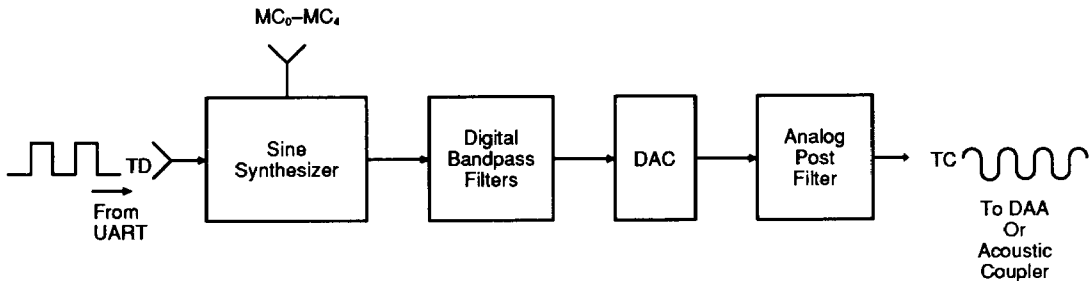 MC₀–MC₄
TD
From
UART
Sine
Synthesizer
Digital
Bandpass
Filters
DAC
Analog
Post
Filter
TC
To DAA
Or
Acoustic
Coupler